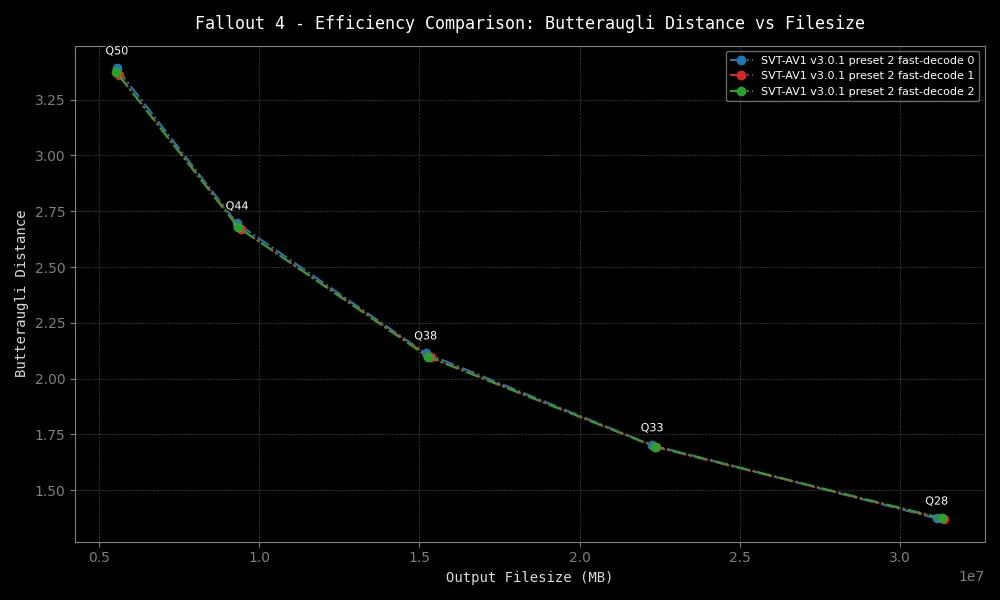 Fallout 4 - Efficiency Comparison: Butteraugli Distance vs Filesize
SVT-AV1 v3.0.1 preset 2 fast-decode 0
SVT-AV1 v3.0.1 preset 2 fast-decode 1
SVT-AV1 v3.0.1 preset 2 fast-decode 2
Q50
Q44
Q38
Q33
Q28
Butteraugli Distance
3.25
3.00
2.75
2.50
2.25
2.00
1.75
1.50
0.5 1.0 1.5 2.0 2.5 3.0
1e7
Output Filesize (MB)